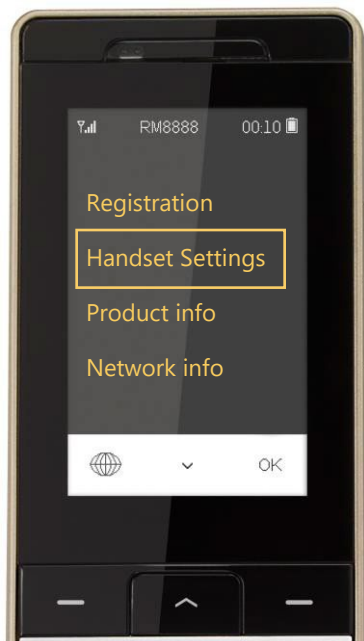 RM8888 00:10
Registration
Handset Settings
Product info
Network info
OK